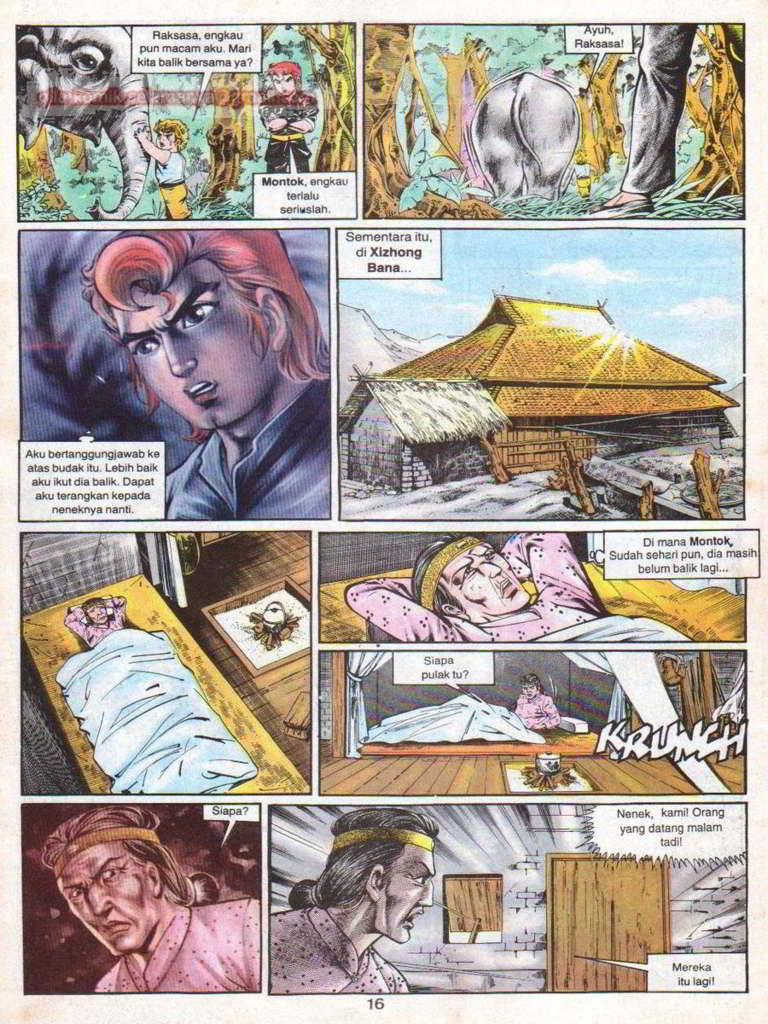 Raksasa, engkau
pun macam aku. Mari
kita balik bersama ya?
Montok, engkau
terlalu
seriuslah.
Ayuh,
Raksasa!
Aku bertanggungjawab ke
atas budak itu. Lebih baik
aku ikut dia balik. Dapat
aku terangkan kepada
neneknya nanti.
Sementara itu,
di Xizhong
Bana...
Di mana Montok,
Sudah sehari pun, dia masih
belum balik lagi...
Siapa
pulak tu?
KRUNCH
Siapa?
Nenek, kami! Orang
yang datang malam
tadi!
Mereka
itu lagi!
16